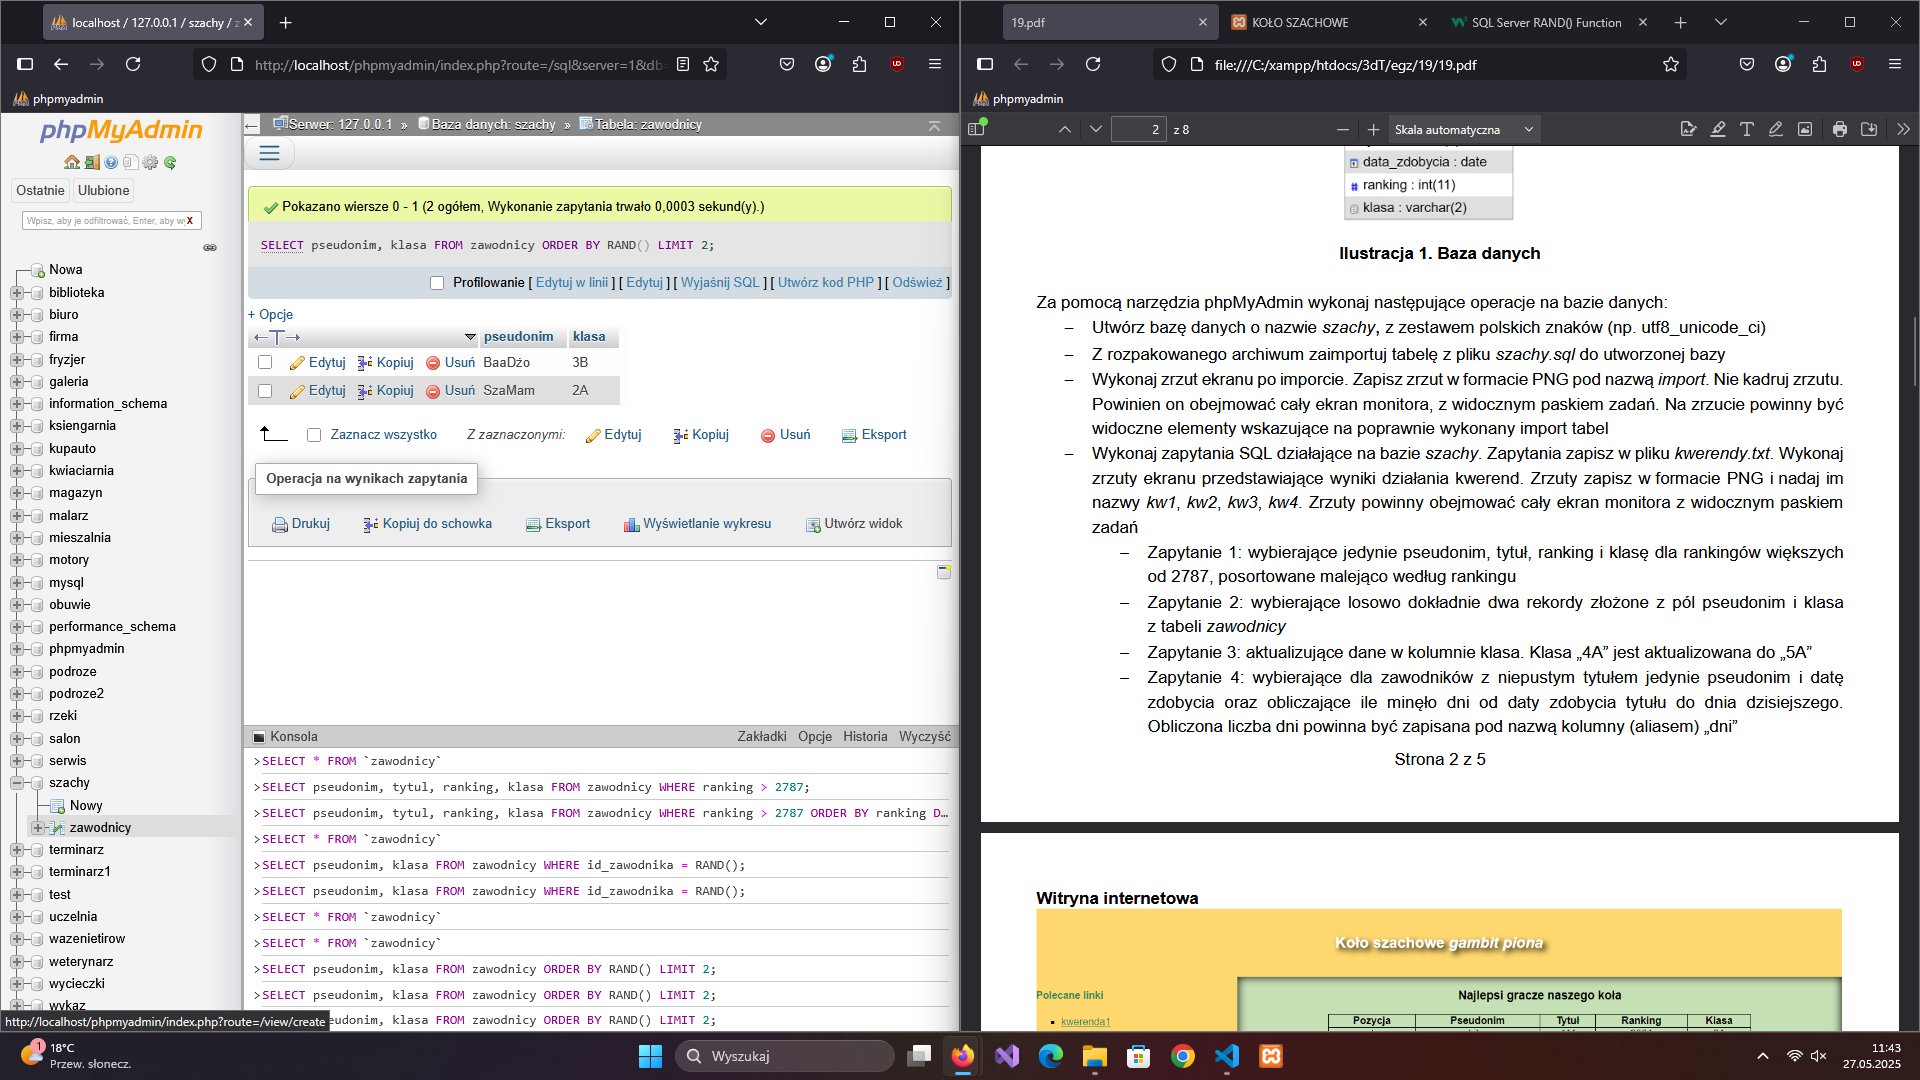 localhost / 127.0.0.1 / szachy / z
http://localhost/phpmyadmin/index.php?route=/sql&server=1&db
phpmyadmin
phpMyAdmin
Ostatnie
Ulubione
Wpisz, aby je odfiltrować, Enter, aby wy
X
Nowa
biblioteka
biuro
firma
fryzjer
galeria
information_schema
ksiengarnia
kupauto
kwiaciarnia
magazyn
malarz
mieszalnia
motory
mysql
obuwie
performance_schema
phpmyadmin
podroze
podroze2
rzeki
salon
serwis
szachy
Nowy
zawodnicy
terminarz
terminarz1
test
uczelnia
wazenietirow
weterynarz
wycieczki
wykaz
http://localhost/phpmyadmin/index.php?route=/view/create
Serwer: 127.0.0.1 » Baza danych: szachy » Tabela: zawodnicy
Pokazano wiersze 0 - 1 (2 ogółem, Wykonanie zapytania trwało 0,0003 sekund(y).)
SELECT pseudonim, klasa FROM zawodnicy ORDER BY RAND() LIMIT 2;
Profilowanie [ Edytuj w linii ] [ Edytuj ] [ Wyjaśnij SQL ] [ Utwórz kod PHP ] [ Odśwież ]
+ Opcje
←T→ pseudonim klasa
Edytuj Kopiuj Usuń BaaDżo 3B
Edytuj Kopiuj Usuń SzaMam 2A
Zaznacz wszystko Z zaznaczonymi: Edytuj Kopiuj Usuń Eksport
Operacja na wynikach zapytania
Drukuj Kopiuj do schowka Eksport Wyświetlanie wykresu Utwórz widok
Konsola Zakładki Opcje Historia Wyczyść
>SELECT * FROM `zawodnicy`
>SELECT pseudonim, tytul, ranking, klasa FROM zawodnicy WHERE ranking > 2787;
>SELECT pseudonim, tytul, ranking, klasa FROM zawodnicy WHERE ranking > 2787 ORDER BY ranking D…
>SELECT * FROM `zawodnicy`
>SELECT pseudonim, klasa FROM zawodnicy WHERE id_zawodnika = RAND();
>SELECT pseudonim, klasa FROM zawodnicy WHERE id_zawodnika = RAND();
>SELECT * FROM `zawodnicy`
>SELECT * FROM `zawodnicy`
>SELECT pseudonim, klasa FROM zawodnicy ORDER BY RAND() LIMIT 2;
>SELECT pseudonim, klasa FROM zawodnicy ORDER BY RAND() LIMIT 2;
pseudonim, klasa FROM zawodnicy ORDER BY RAND() LIMIT 2;
19.pdf
KOŁO SZACHOWE
SQL Server RAND() Function
file:///C:/xampp/htdocs/3dT/egz/19/19.pdf
phpmyadmin
2 z 8
Skala automatyczna
data_zdobycia : date
ranking : int(11)
klasa : varchar(2)
Ilustracja 1. Baza danych
Za pomocą narzędzia phpMyAdmin wykonaj następujące operacje na bazie danych:
– Utwórz bazę danych o nazwie szachy, z zestawem polskich znaków (np. utf8_unicode_ci)
– Z rozpakowanego archiwum zaimportuj tabelę z pliku szachy.sql do utworzonej bazy
– Wykonaj zrzut ekranu po imporcie. Zapisz zrzut w formacie PNG pod nazwą import. Nie kadruj zrzutu.
Powinien on obejmować cały ekran monitora, z widocznym paskiem zadań. Na zrzucie powinny być
widoczne elementy wskazujące na poprawnie wykonany import tabel
– Wykonaj zapytania SQL działające na bazie szachy. Zapytania zapisz w pliku kwerendy.txt. Wykonaj
zrzuty ekranu przedstawiające wyniki działania kwerend. Zrzuty zapisz w formacie PNG i nadaj im
nazwy kw1, kw2, kw3, kw4. Zrzuty powinny obejmować cały ekran monitora z widocznym paskiem
zadań
– Zapytanie 1: wybierające jedynie pseudonim, tytuł, ranking i klasę dla rankingów większych
od 2787, posortowane malejąco według rankingu
– Zapytanie 2: wybierające losowo dokładnie dwa rekordy złożone z pól pseudonim i klasa
z tabeli zawodnicy
– Zapytanie 3: aktualizujące dane w kolumnie klasa. Klasa „4A” jest aktualizowana do „5A”
– Zapytanie 4: wybierające dla zawodników z niepustym tytułem jedynie pseudonim i datę
zdobycia oraz obliczające ile minęło dni od daty zdobycia tytułu do dnia dzisiejszego.
Obliczona liczba dni powinna być zapisana pod nazwą kolumny (aliasem) „dni”
Strona 2 z 5
Witryna internetowa
Koło szachowe gambit piona
Polecane linki
kwerenda1
Najlepsi gracze naszego koła
Pozycja Pseudonim Tytuł Ranking Klasa
1
18°C
Przew. słonecz.
Wyszukaj
11:43
27.05.2025